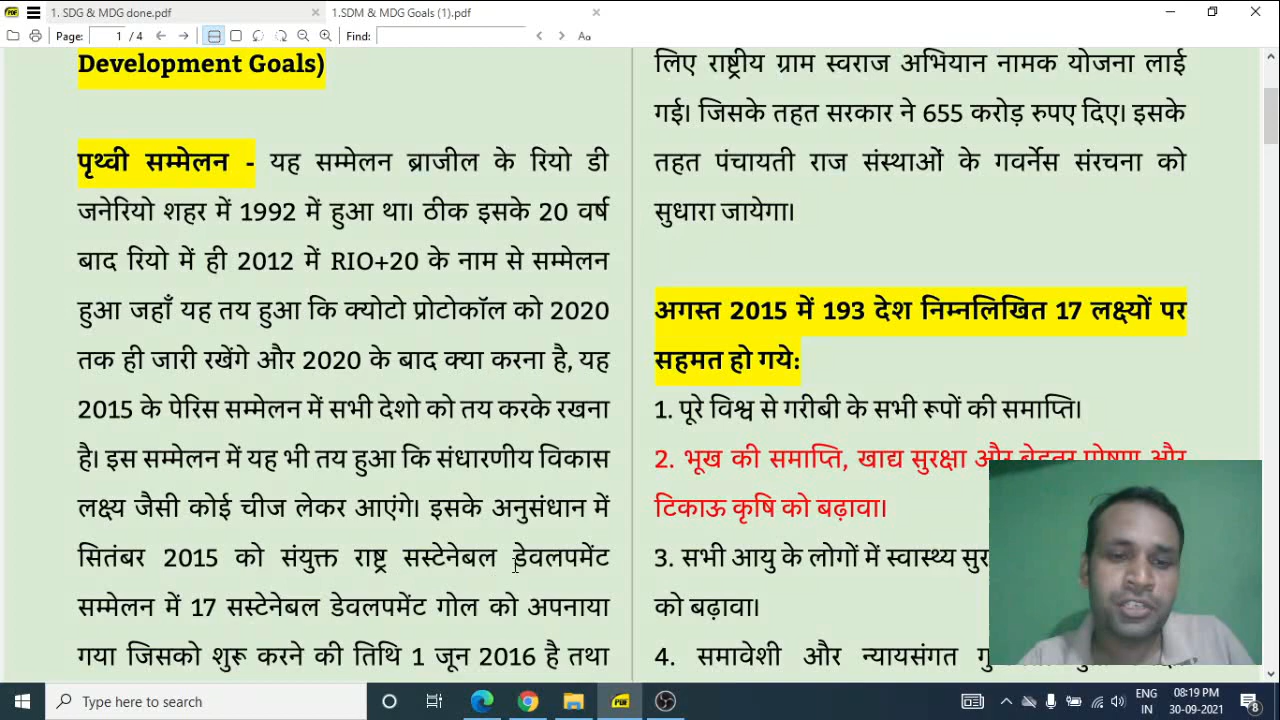 1. SDG & MDG done.pdf
1.SDM & MDG Goals (1).pdf
Page: 1 / 4
Find:
Aa
Development Goals)
पृथ्वी सम्मेलन - यह सम्मेलन ब्राजील के रियो डी
जनेरियो शहर में 1992 में हुआ था। ठीक इसके 20 वर्ष
बाद रियो में ही 2012 में RIO+20 के नाम से सम्मेलन
हुआ जहाँ यह तय हुआ कि क्योटो प्रोटोकॉल को 2020
तक ही जारी रखेंगे और 2020 के बाद क्या करना है, यह
2015 के पेरिस सम्मेलन में सभी देशो को तय करके रखना
है। इस सम्मेलन में यह भी तय हुआ कि संधारणीय विकास
लक्ष्य जैसी कोई चीज लेकर आएंगे। इसके अनुसंधान में
सितंबर 2015 को संयुक्त राष्ट्र सस्टेनेबल डेवलपमेंट
सम्मेलन में 17 सस्टेनेबल डेवलपमेंट गोल को अपनाया
गया जिसको शुरू करने की तिथि 1 जून 2016 है तथा
लिए राष्ट्रीय ग्राम स्वराज अभियान नामक योजना लाई
गई। जिसके तहत सरकार ने 655 करोड़ रुपए दिए। इसके
तहत पंचायती राज संस्थाओं के गवर्नेस संरचना को
सुधारा जायेगा।
अगस्त 2015 में 193 देश निम्नलिखित 17 लक्ष्यों पर
सहमत हो गये:
1. पूरे विश्व से गरीबी के सभी रूपों की समाप्ति।
2. भूख की समाप्ति, खाद्य सुरक्षा और बेहतर पोषण और
टिकाऊ कृषि को बढ़ावा।
3. सभी आयु के लोगों में स्वास्थ्य
को बढ़ावा।
4. समावेशी और न्यायसंगत
Type here to search
ENG
IN
08:19 PM
30-09-2021
8